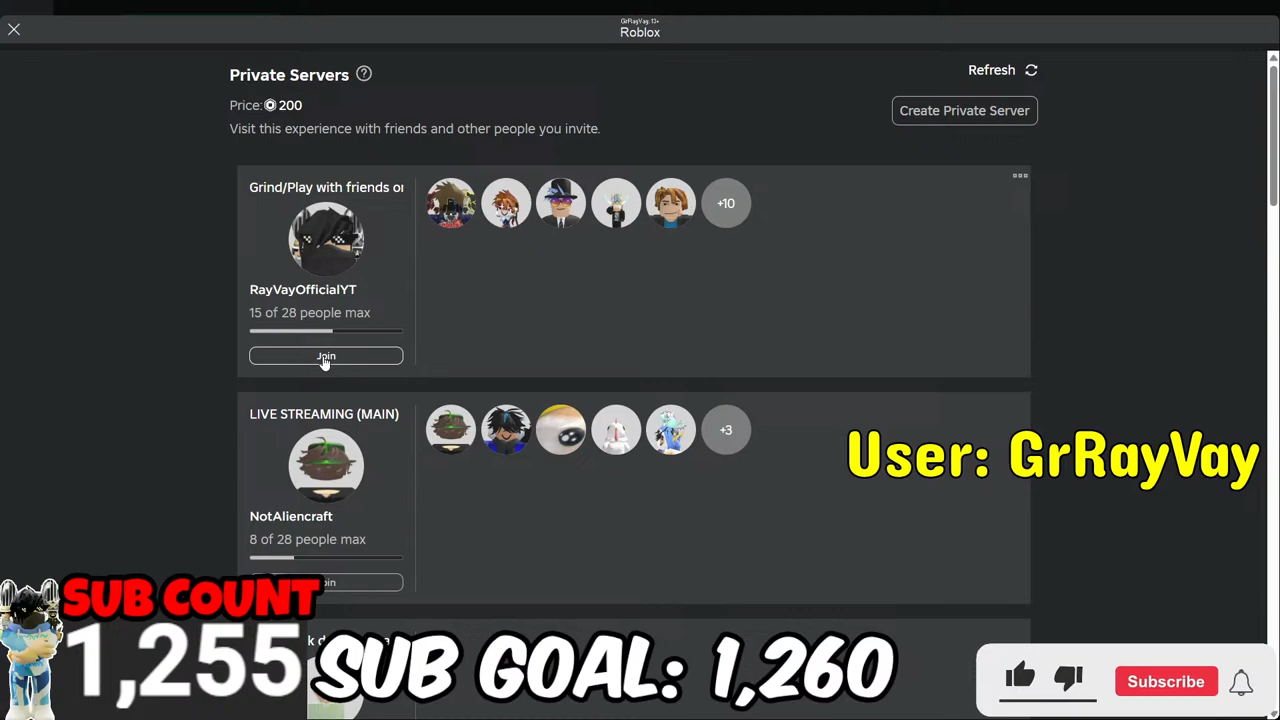 GrRayVay: 13+
Roblox
Private Servers
Refresh
Price: 200
Create Private Server
Visit this experience with friends and other people you invite.
Grind/Play with friends or
+10
RayVayOfficialYT
15 of 28 people max
Join
LIVE STREAMING (MAIN)
+3
User: GrRayVay
NotAliencraft
8 of 28 people max
SUB COUNT
1,255
SUB GOAL: 1,260
Subscribe